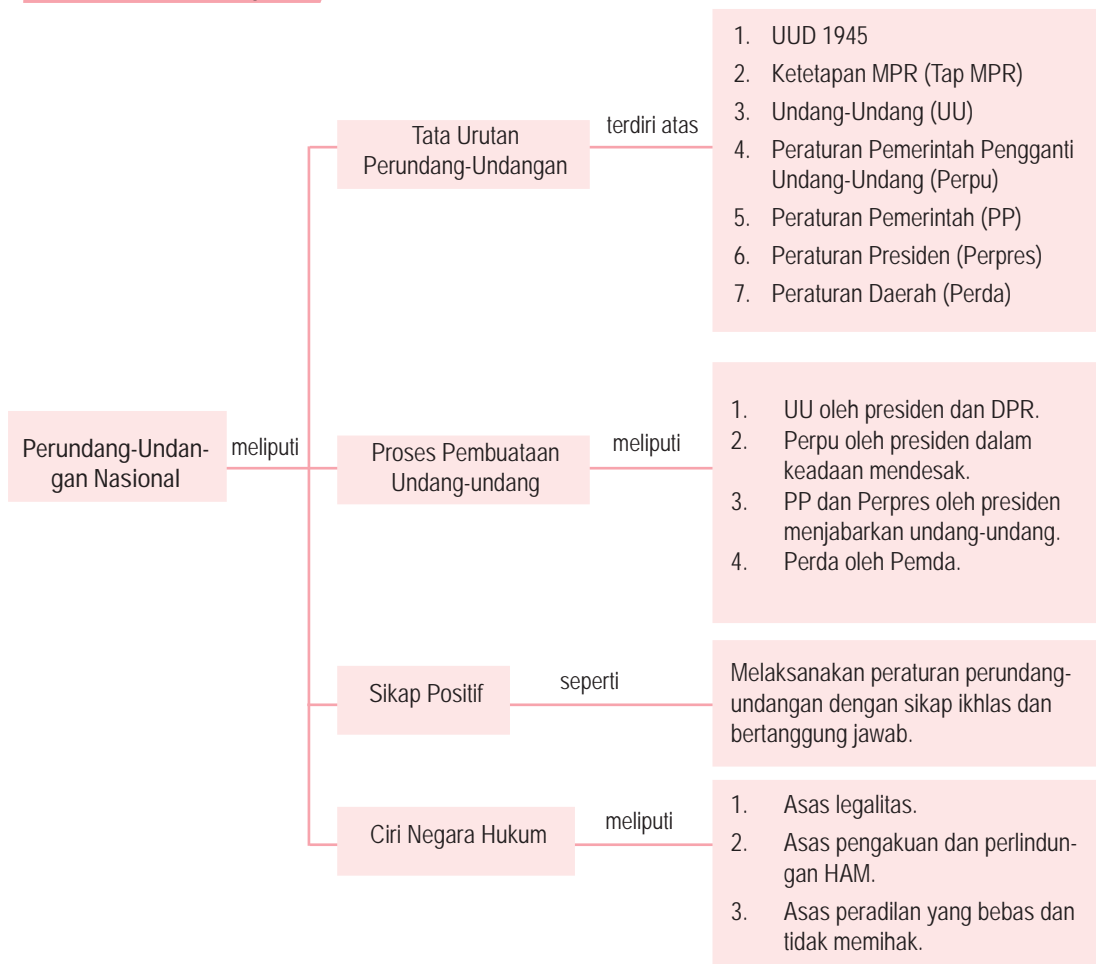 1. UUD 1945
2. Ketetapan MPR (Tap MPR)
3. Undang-Undang (UU)
4. Peraturan Pemerintah Pengganti
Undang-Undang (Perpu)
5. Peraturan Pemerintah (PP)
6. Peraturan Presiden (Perpres)
7. Peraturan Daerah (Perda)
Tata Urutan
Perundang-Undangan
terdiri atas
Perundang-Undan-
gan Nasional
meliputi
Proses Pembuataan
Undang-undang
meliputi
1. UU oleh presiden dan DPR.
2. Perpu oleh presiden dalam
keadaan mendesak.
3. PP dan Perpres oleh presiden
menjabarkan undang-undang.
4. Perda oleh Pemda.
Sikap Positif
seperti
Melaksanakan peraturan perundang-
undangan dengan sikap ikhlas dan
bertanggung jawab.
Ciri Negara Hukum
meliputi
1. Asas legalitas.
2. Asas pengakuan dan perlindun-
gan HAM.
3. Asas peradilan yang bebas dan
tidak memihak.